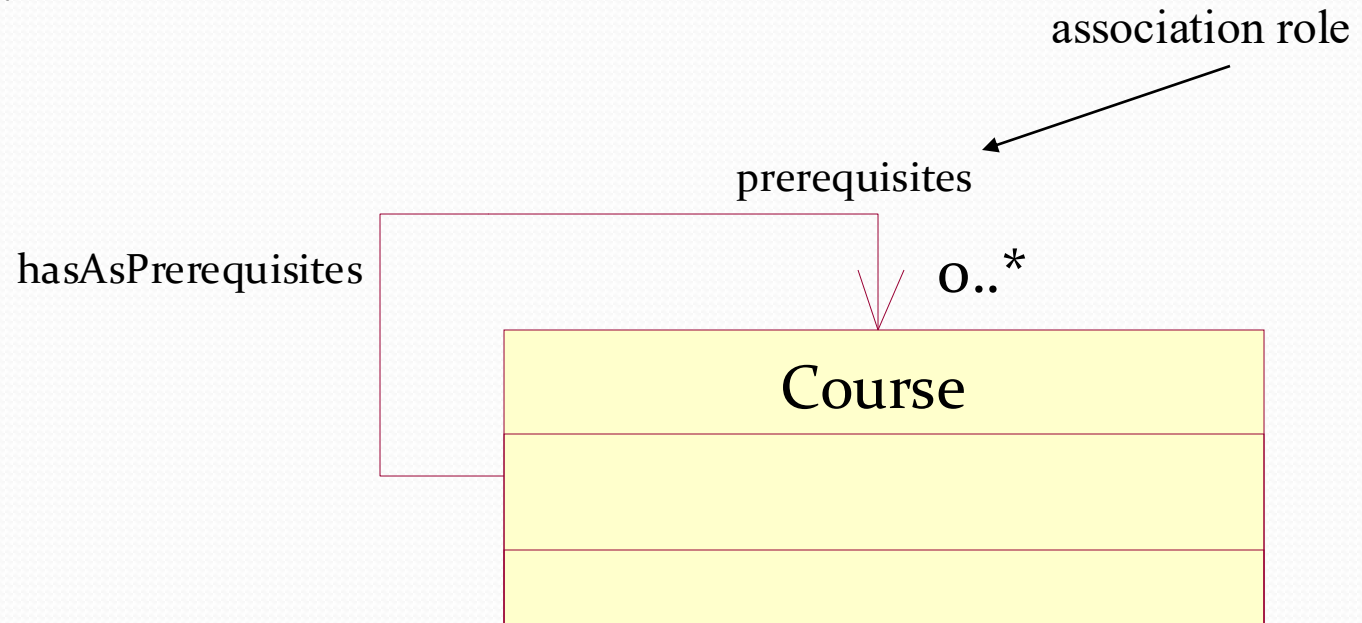 association role
prerequisites
hasAsPrerequisites
0..*
Course